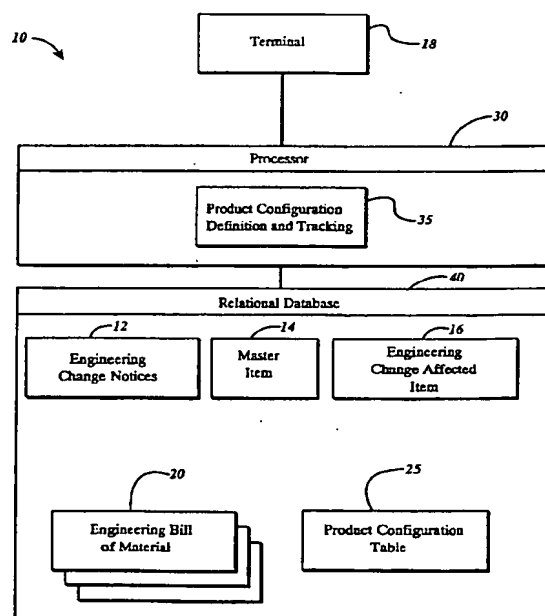 10
Terminal
18
30
Processor
Product Configuration
Definition and Tracking
35
40
Relational Database
12
14
16
Engineering
Change Notices
Master
Item
Engineering
Change Affected
Item
20
25
Engineering Bill
of Material
Product Configuration
Table